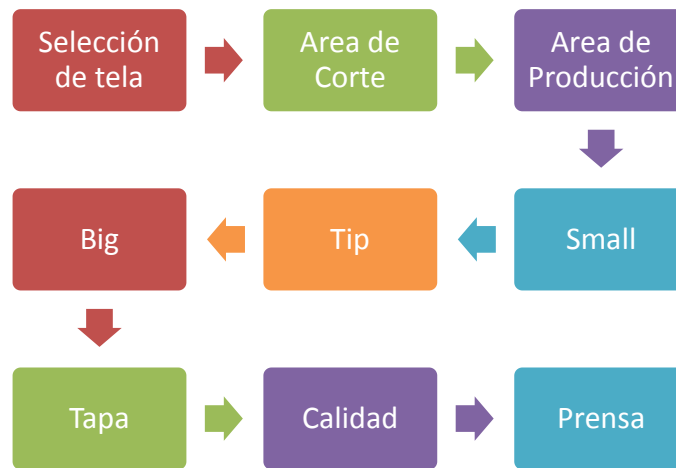 Selección
de tela
Area de
Corte
Area de
Producción
Small
Tip
Big
Tapa
Calidad
Prensa